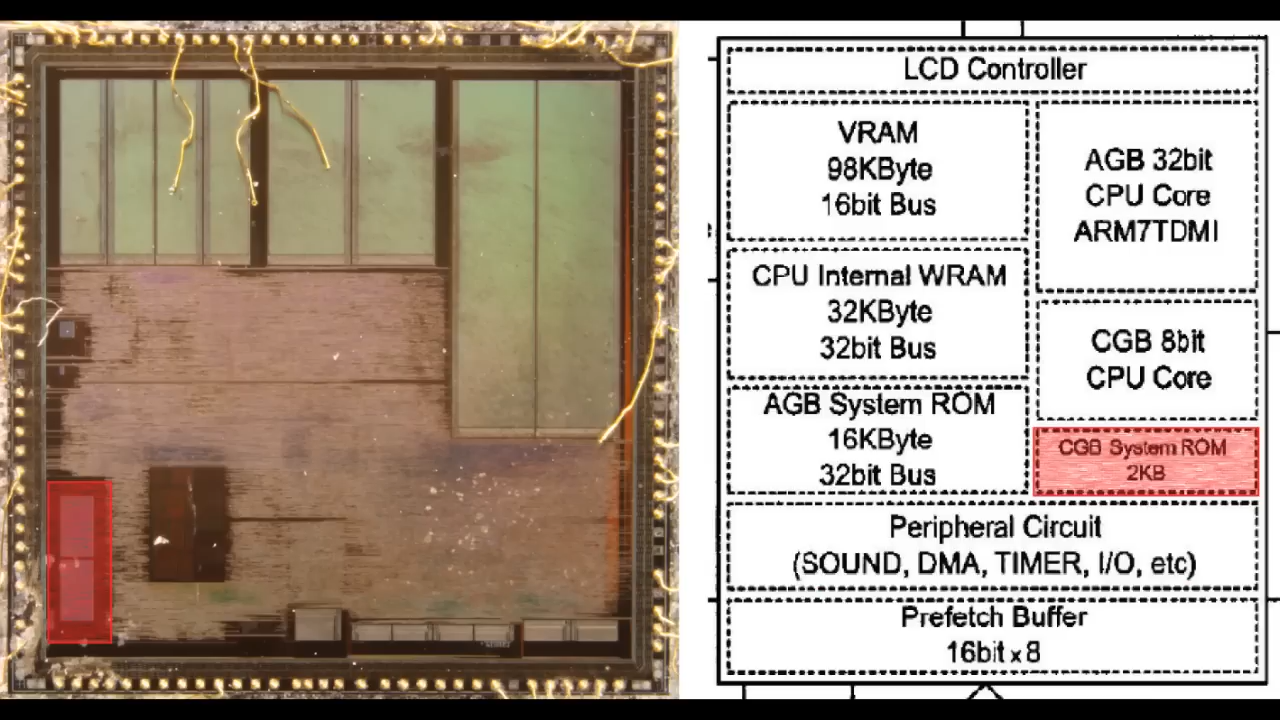 LCD Controller
VRAM
98KByte
16bit Bus
AGB 32bit
CPU Core
ARM7TDMI
CPU Internal WRAM
32KByte
32bit Bus
CGB 8bit
CPU Core
AGB System ROM
16KByte
32bit Bus
CGB System ROM
2KB
Peripheral Circuit
(SOUND, DMA, TIMER, I/O, etc)
Prefetch Buffer
16bit x 8